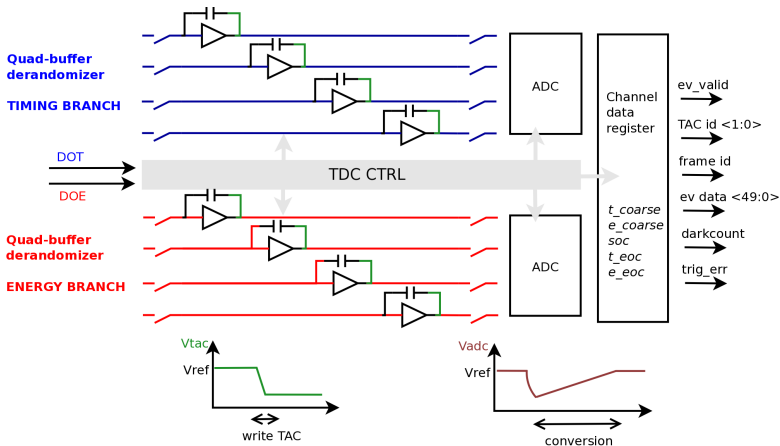 Quad-buffer
derandomizer
TIMING BRANCH
DOT
DOE
Quad-buffer
derandomizer
ENERGY BRANCH
TDC CTRL
ADC
ADC
Channel
data
register
t_coarse
e_coarse
soc
t_eoc
e_eoc
ev_valid
TAC id <1:0>
frame id
ev data <49:0>
darkcount
trig_err
Vtac
Vref
write TAC
Vadc
Vref
conversion